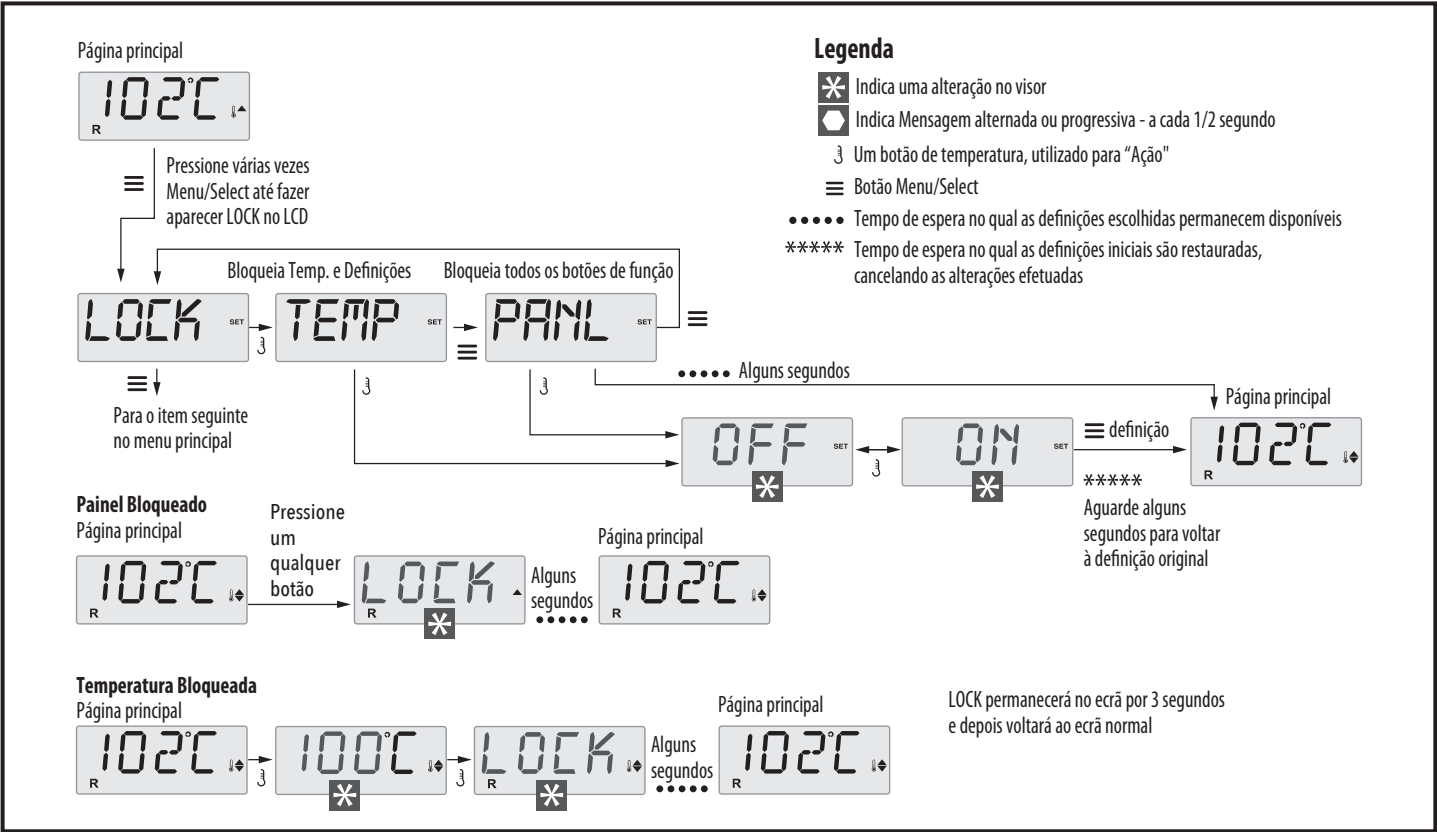 Página principal
102°C
R
Pressione várias vezes
Menu/Select até fazer
aparecer LOCK no LCD
Legenda
Indica uma alteração no visor
Indica Mensagem alternada ou progressiva - a cada 1/2 segundo
Um botão de temperatura, utilizado para “Ação"
Botão Menu/Select
••••• Tempo de espera no qual as definições escolhidas permanecem disponíveis
***** Tempo de espera no qual as definições iniciais são restauradas,
cancelando as alterações efetuadas
Bloqueia Temp. e Definições
Bloqueia todos os botões de função
LOCK SET
TEMP SET
PANL SET
Para o item seguinte
no menu principal
••••• Alguns segundos
OFF SET
ON SET
definição
*****
Aguarde alguns
segundos para voltar
à definição original
Página principal
102°C
R
Painel Bloqueado
Página principal
102°C
R
Pressione
um
qualquer
botão
LOCK
R
Alguns
segundos
•••••
Página principal
102°C
R
Temperatura Bloqueada
Página principal
102°C
R
100°C
LOCK
R
Alguns
segundos
•••••
Página principal
102°C
R
LOCK permanecerá no ecrã por 3 segundos
e depois voltará ao ecrã normal